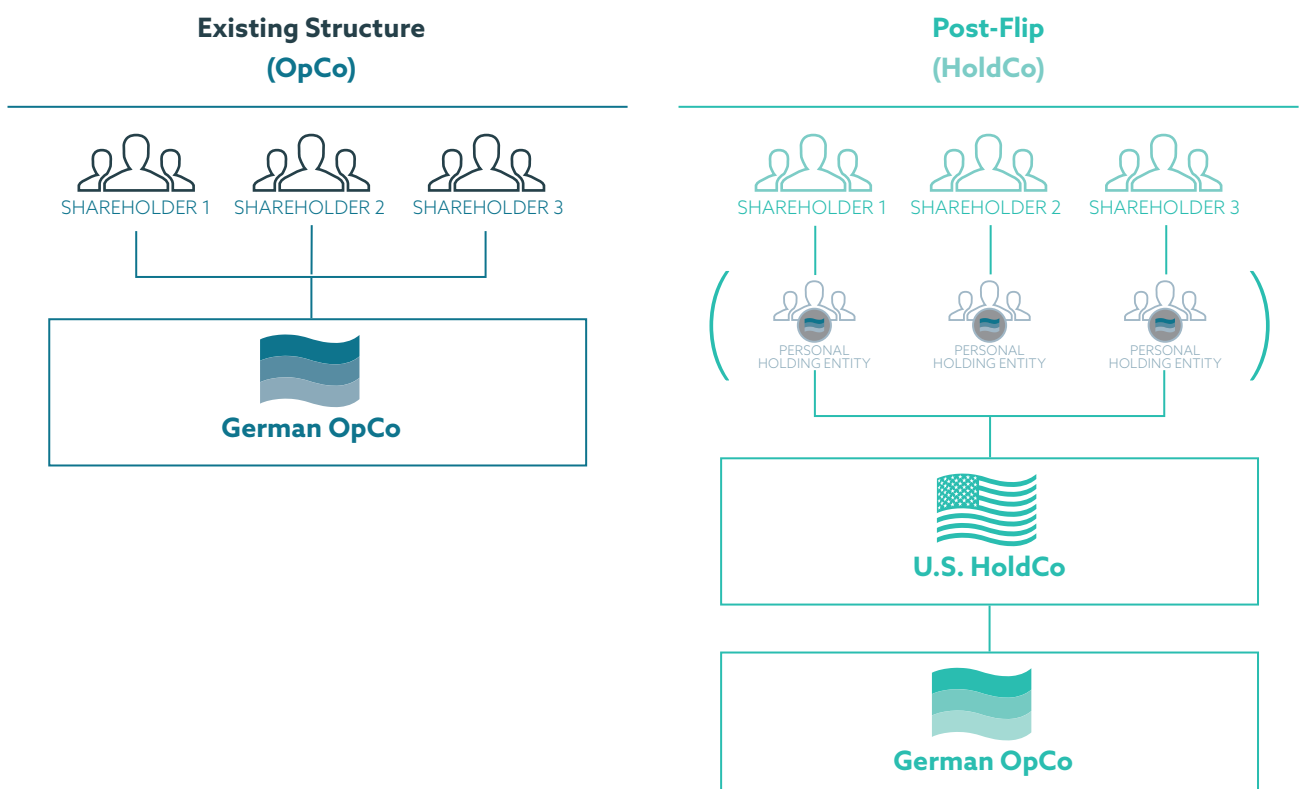 Existing Structure
(OpCo)
SHAREHOLDER 1
SHAREHOLDER 2
SHAREHOLDER 3
German OpCo
Post-Flip
(HoldCo)
SHAREHOLDER 1
SHAREHOLDER 2
SHAREHOLDER 3
PERSONAL
HOLDING ENTITY
PERSONAL
HOLDING ENTITY
PERSONAL
HOLDING ENTITY
U.S. HoldCo
German OpCo